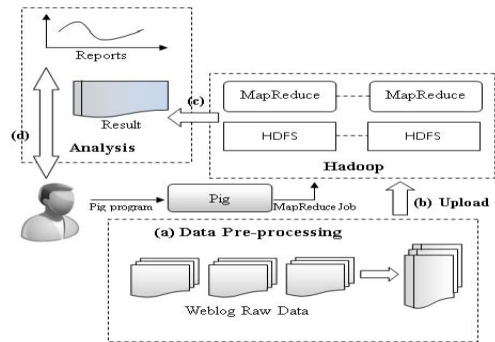 Reports
(c)
MapReduce
MapReduce
(d)
Result
HDFS
HDFS
Analysis
Hadoop
Pig program
Pig
MapReduce Job
(b) Upload
(a) Data Pre-processing
Weblog Raw Data